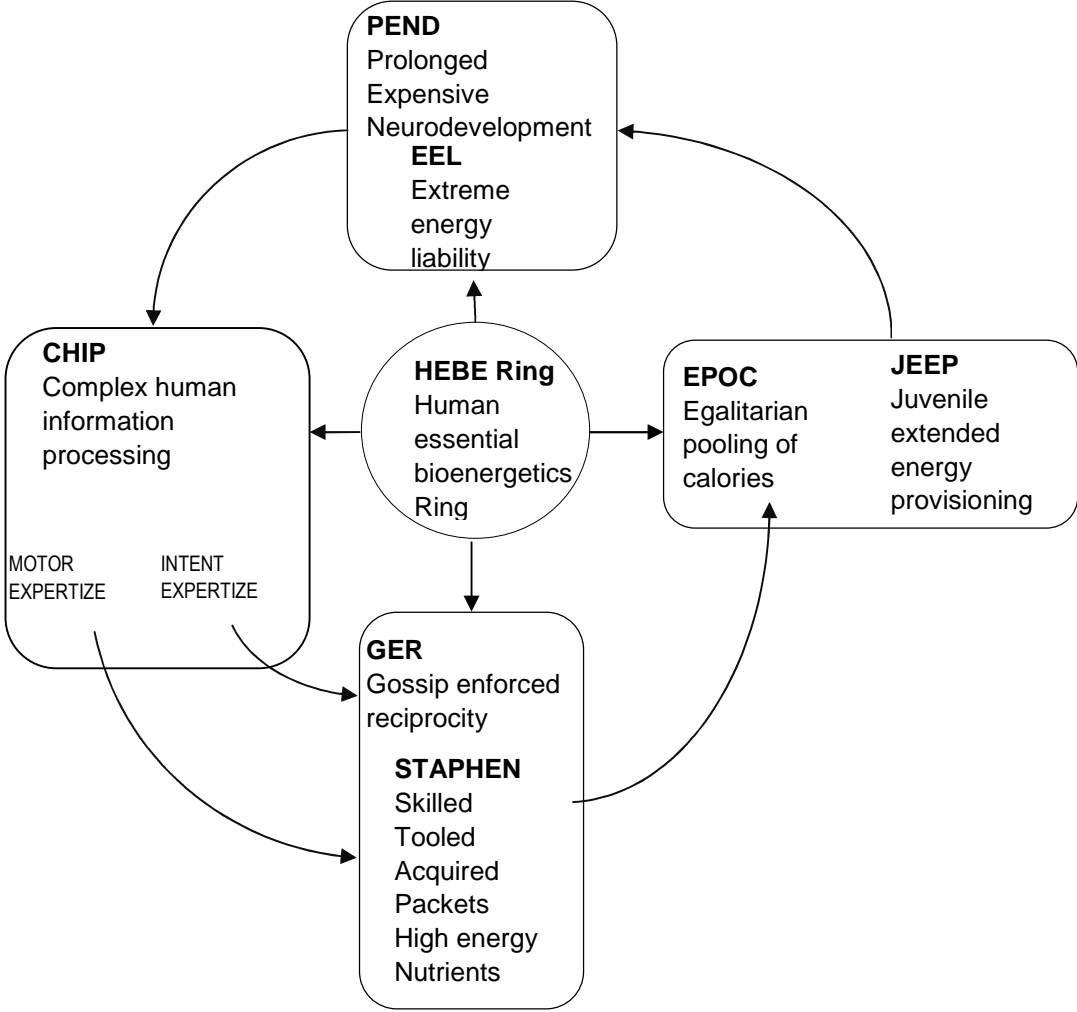 PEND
Prolonged
Expensive
Neurodevelopment
EEL
Extreme
energy
liability
CHIP
Complex human
information
processing
MOTOR
EXPERTIZE
INTENT
EXPERTIZE
HEBE Ring
Human
essential
bioenergetics
Ring
EPOC
Egalitarian
pooling of
calories
JEEP
Juvenile
extended
energy
provisioning
GER
Gossip enforced
reciprocity
STAPHEN
Skilled
Tooled
Acquired
Packets
High energy
Nutrients